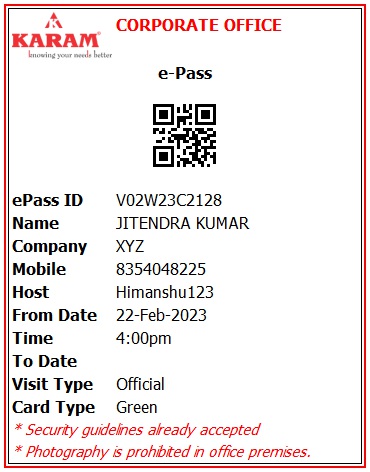 CORPORATE OFFICE
KARAM®
knowing your needs better
e-Pass
ePass ID V02W23C2128
Name JITENDRA KUMAR
Company XYZ
Mobile 8354048225
Host Himanshu123
From Date 22-Feb-2023
Time 4:00pm
To Date
Visit Type Official
Card Type Green
* Security guidelines already accepted
* Photography is prohibited in office premises.